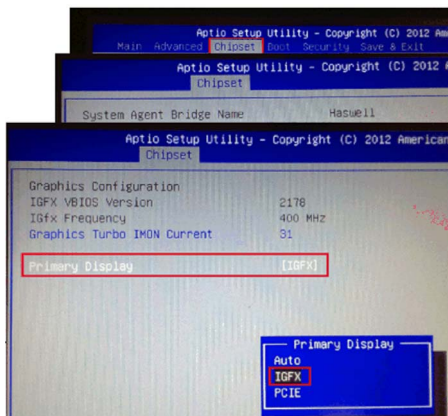 Aptio Setup Utility - Copyright (C) 2012 Am
Main Advanced Chipset Boot Security Save & Exit
Aptio Setup Utility - Copyright (C) 2012
Chipset
System Agent Bridge Name Haswell
Aptio Setup Utility - Copyright (C) 2012 American
Chipset
Graphics Configuration
IGFX VBIOS Version 2178
IGfx Frequency 400 MHz
Graphics Turbo IMON Current 31
Primary Display [IGFX]
Primary Display
Auto
IGFX
PCIE